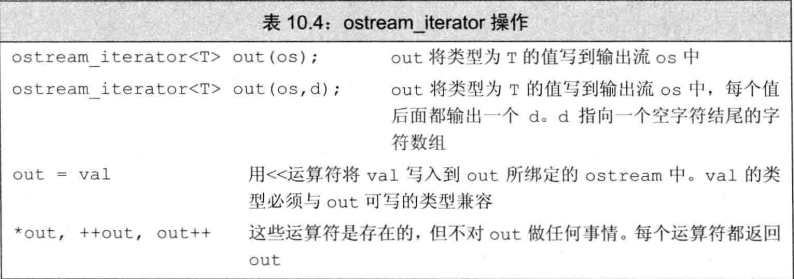 表 10.4：ostream_iterator 操作
ostream_iterator<T> out(os); out 将类型为 T 的值写到输出流 os 中
ostream_iterator<T> out(os,d); out 将类型为 T 的值写到输出流 os 中，每个值
后面都输出一个 d。d 指向一个空字符结尾的字
符数组
out = val 用<<运算符将 val 写入到 out 所绑定的 ostream 中。val 的类
型必须与 out 可写的类型兼容
*out, ++out, out++ 这些运算符是存在的，但不对 out 做任何事情。每个运算符都返回
out